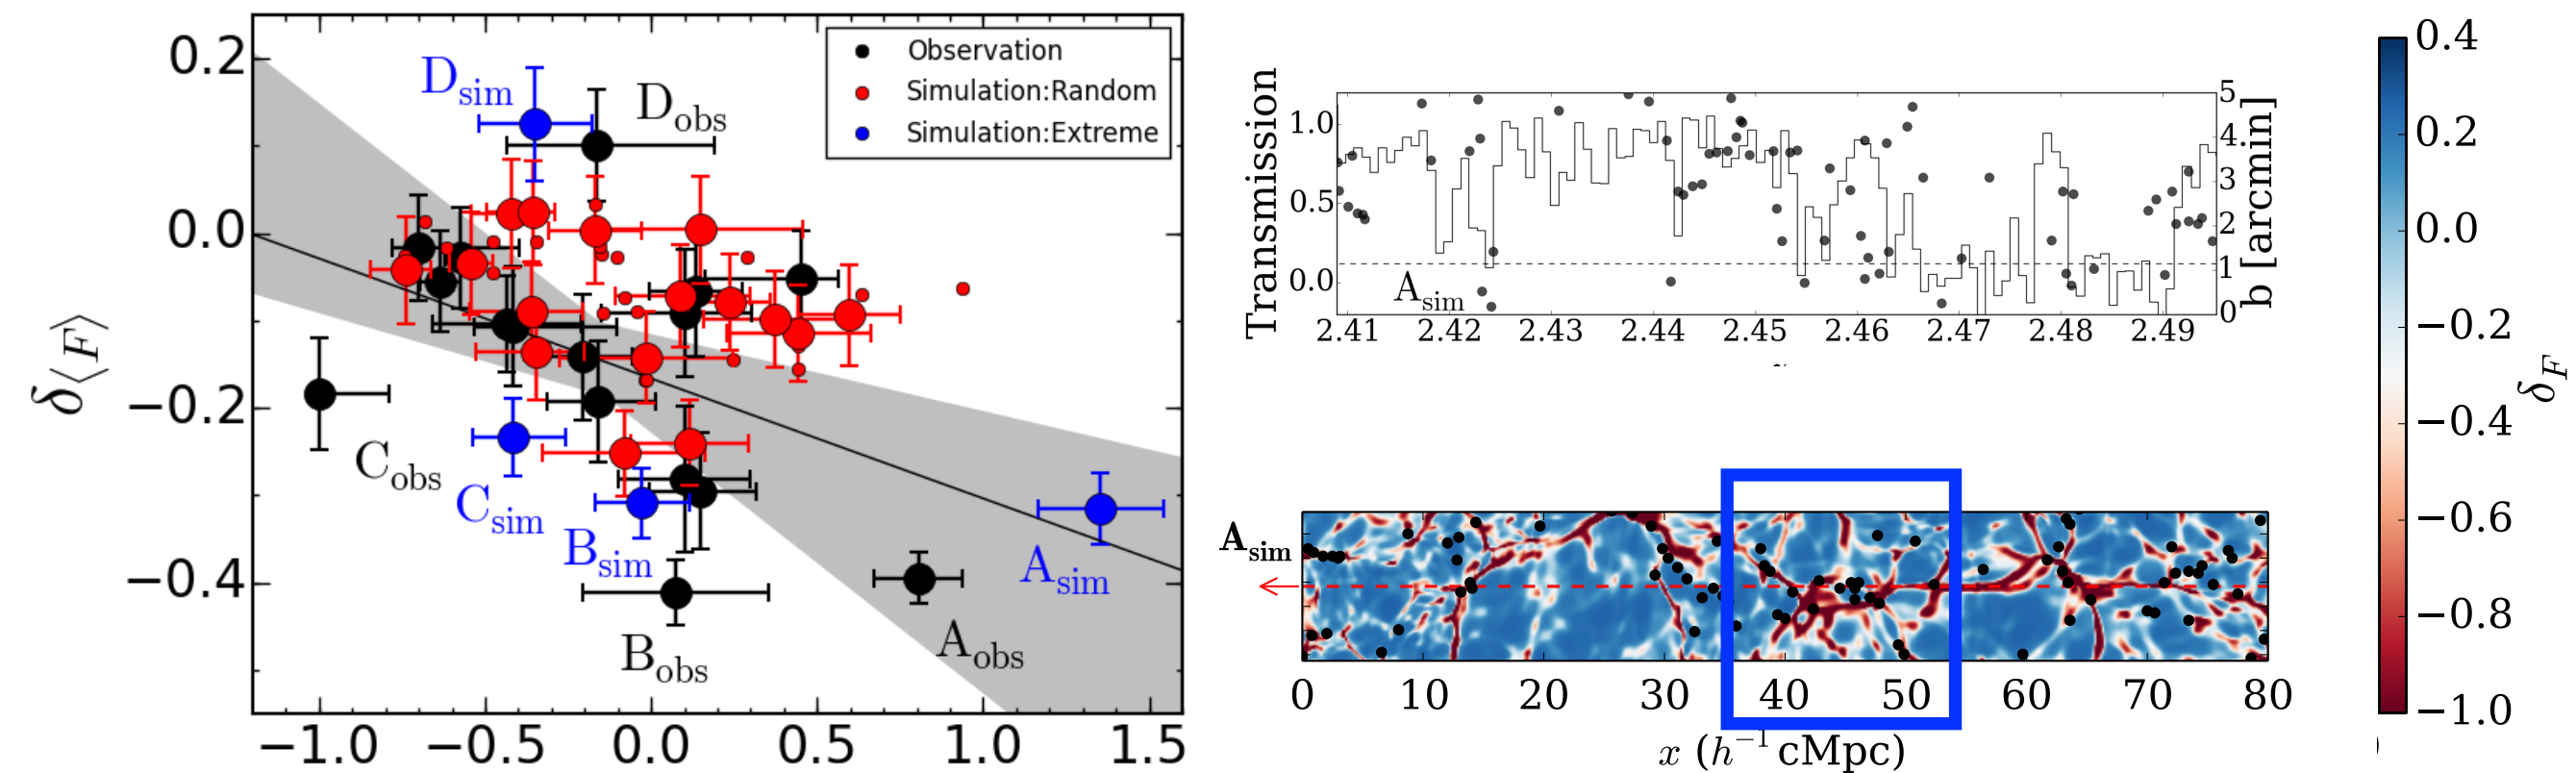 0.2
0.0
−0.2
−0.4
δ⟨F⟩
−1.0 −0.5 0.0 0.5 1.0 1.5
Observation
Simulation:Random
Simulation:Extreme
Dsim
Dobs
Cobs
Csim
Bsim
Bobs
Aobs
Asim
Transmission
1.0
0.5
0.0
Asim
5
4
3
2
1
0
b [arcmin]
2.41 2.42 2.43 2.44 2.45 2.46 2.47 2.48 2.49
Asim
0 10 20 30 40 50 60 70 80
x (h−1 cMpc)
0.4
0.2
0.0
−0.2
−0.4
−0.6
−0.8
−1.0
δF